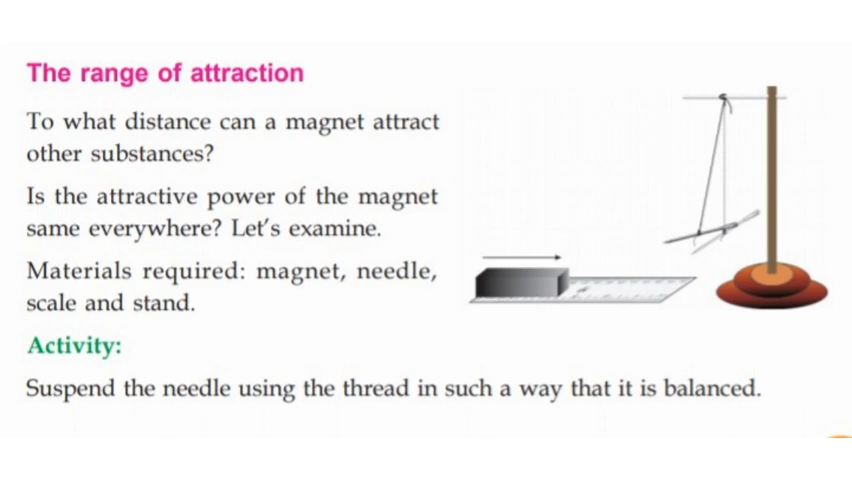 The range of attraction
To what distance can a magnet attract
other substances?
Is the attractive power of the magnet
same everywhere? Let's examine.
Materials required: magnet, needle,
scale and stand.
Activity:
Suspend the needle using the thread in such a way that it is balanced.